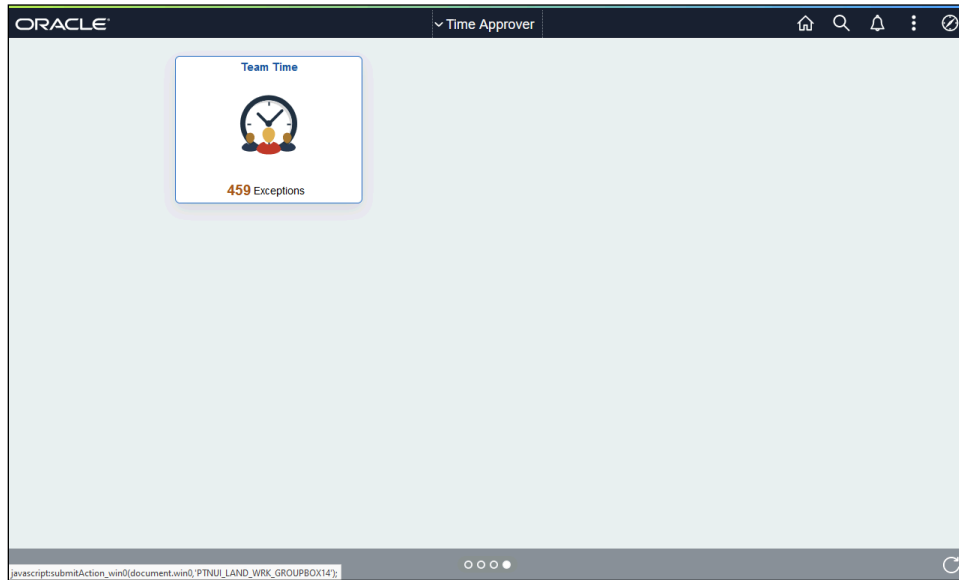 ORACLE
Time Approver
Team Time
459 Exceptions
javascript:submitAction_win0(document.win0,'PTNUI_LAND_WRK_GROUPBOX14');